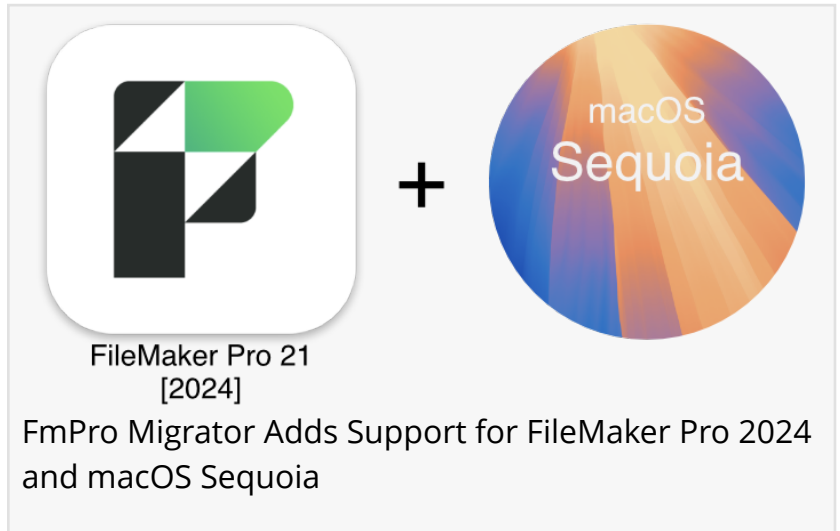 macOS
Sequoia
+
FileMaker Pro 21
[2024]
FmPro Migrator Adds Support for FileMaker Pro 2024
and macOS Sequoia